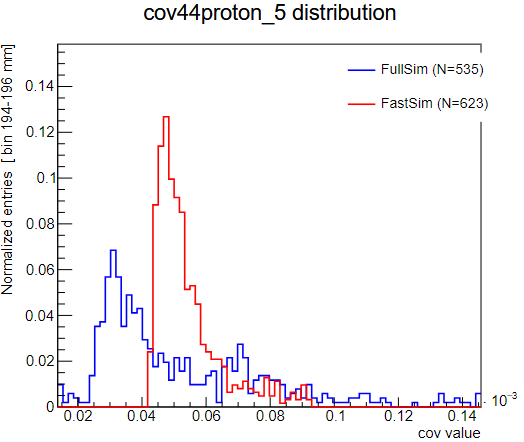 cov44proton_5 distribution
Normalized entries [ bin 194-196 mm]
FullSim (N=535)
FastSim (N=623)
0.14
0.12
0.1
0.08
0.06
0.04
0.02
0
0.02 0.04 0.06 0.08 0.1 0.12 0.14
·10⁻³
cov value